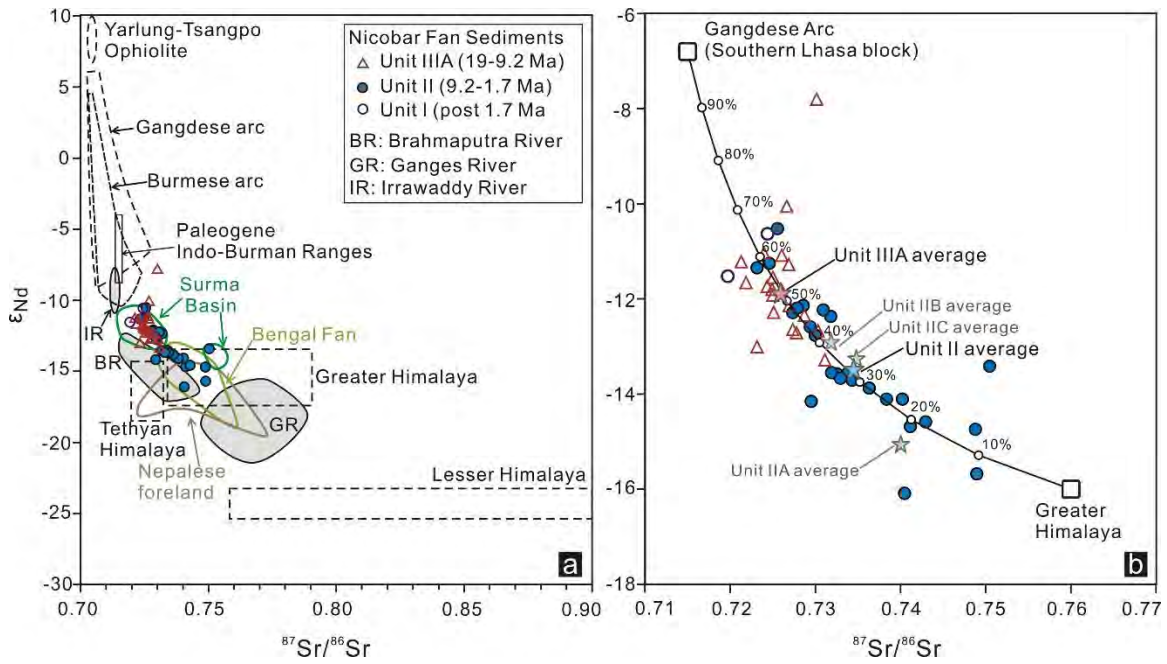 10
5
0
-5
-10
-15
-20
-25
-30
εNd
Yarlung-Tsangpo
Ophiolite
Gangdese arc
Burmese arc
Paleogene
Indo-Burman Ranges
Surma
Basin
IR
BR
Bengal Fan
Greater Himalaya
Tethyan
Himalaya
GR
Nepalese
foreland
Lesser Himalaya
Nicobar Fan Sediments
Unit IIIA (19-9.2 Ma)
Unit II (9.2-1.7 Ma)
Unit I (post 1.7 Ma
BR: Brahmaputra River
GR: Ganges River
IR: Irrawaddy River
a
0.70 0.75 0.80 0.85 0.90
⁸⁷Sr/⁸⁶Sr
-6
-8
-10
-12
-14
-16
-18
Gangdese Arc
(Southern Lhasa block)
90%
80%
70%
60%
Unit IIIA average
50%
Unit IIB average
40%
Unit IIC average
Unit II average
30%
20%
10%
Unit IIA average
Greater
Himalaya
b
0.71 0.72 0.73 0.74 0.75 0.76 0.77
⁸⁷Sr/⁸⁶Sr